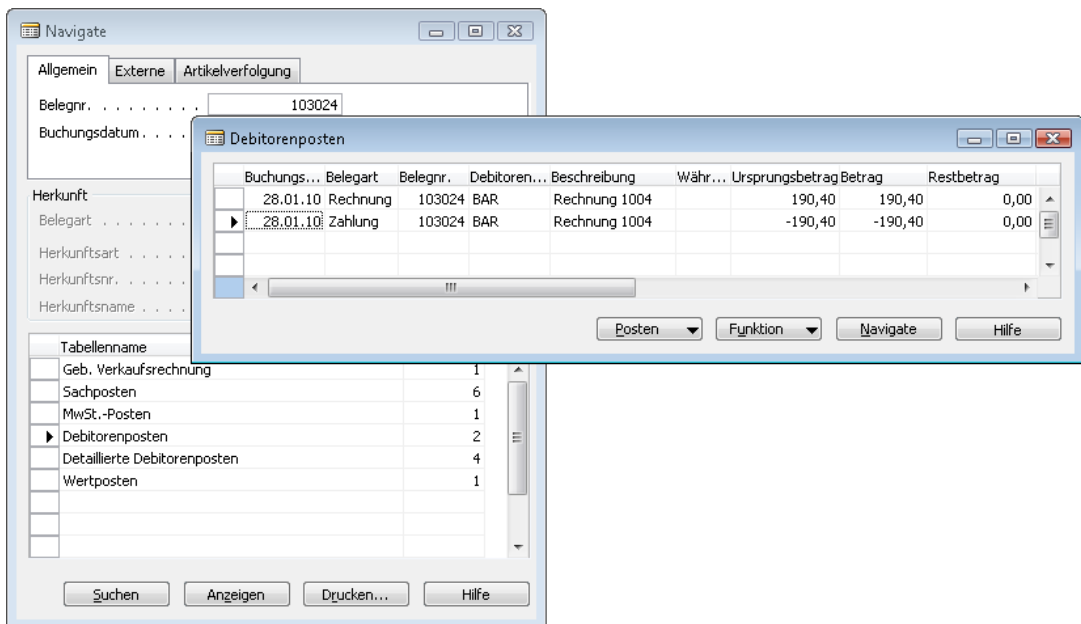 Navigate
Allgemein Externe Artikelverfolgung
Belegnr. . . . . . . . . . 103024
Buchungsdatum . . . .
Herkunft
Belegart . . . . . . .
Herkunftsart . . . . .
Herkunftsnr. . . . . .
Herkunftsname . . . .
Debitorenposten
Buchungs... Belegart Belegnr. Debitoren... Beschreibung Währ... Ursprungsbetrag Betrag Restbetrag
28.01.10 Rechnung 103024 BAR Rechnung 1004 190,40 190,40 0,00
28.01.10 Zahlung 103024 BAR Rechnung 1004 -190,40 -190,40 0,00
Posten Funktion Navigate Hilfe
Tabellenname
Geb. Verkaufsrechnung 1
Sachposten 6
MwSt.-Posten 1
Debitorenposten 2
Detaillierte Debitorenposten 4
Wertposten 1
Suchen Anzeigen Drucken... Hilfe